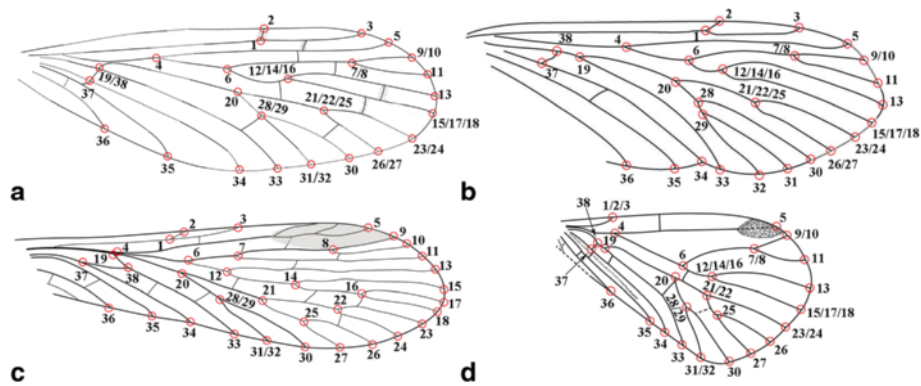 2 3 5 9/10 11 13 15/17/18 23/24 26/27 30 31/32 33 34 35 36 37 19/38 4 1 6 12/14/16 7/8 20 28/29 21/22/25
a
2 3 5 9/10 11 13 15/17/18 23/24 26/27 30 31 32 33 34 35 36 37 38 19 4 1 6 7/8 12/14/16 20 28 29 21/22/25
b
2 3 5 9 10 11 13 15 17 18 23 24 26 27 30 31/32 33 34 35 36 37 19 4 38 1 6 7 8 12 14 16 20 28/29 21 22 25
c
1/2/3 5 9/10 11 13 15/17/18 23/24 26 27 30 31/32 33 34 35 36 37 38 19 4 6 7/8 12/14/16 20 28/29 21/22 25
d